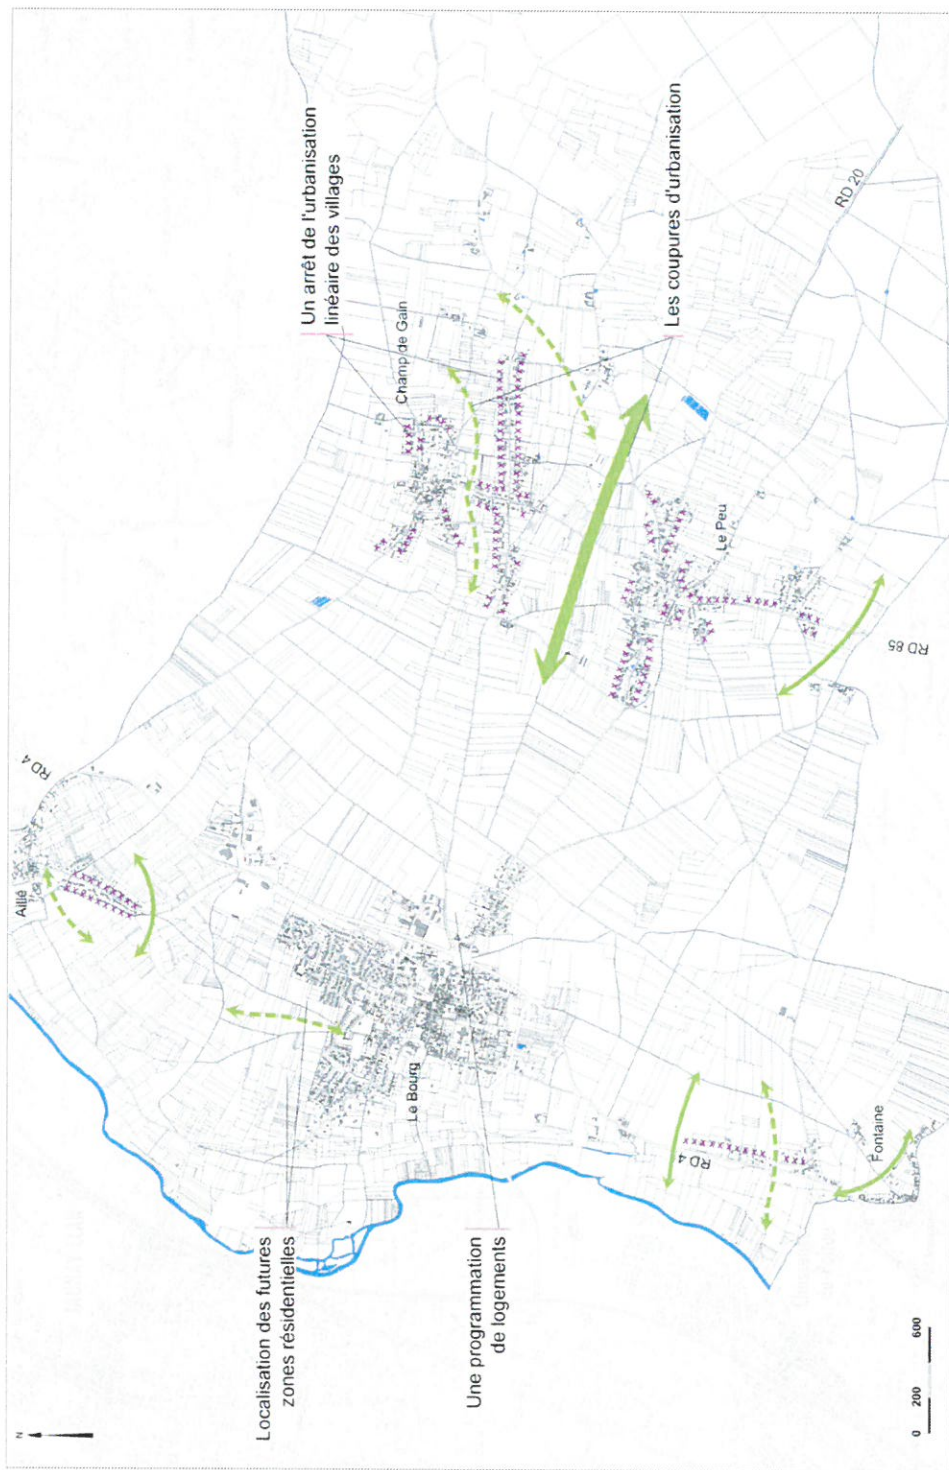 Un arrêt de l'urbanisation
linéaire des villages
Les coupures d'urbanisation
Localisation des futures
zones résidentielles
Une programmation
de logements
Champ de Gain
Le Peu
Le Bourg
Aillé
Fontaine
RD 4
RD 4
RD 20
RD 85
N
0 200 600